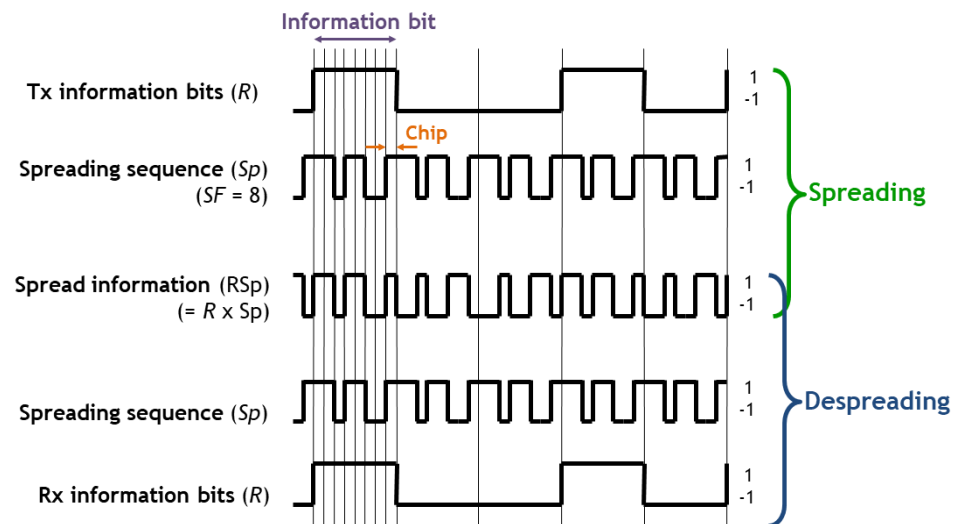 Information bit
Tx information bits (R)
1
-1
Chip
Spreading sequence (Sp)
(SF = 8)
1
-1
Spreading
Spread information (RSp)
(= R x Sp)
1
-1
Spreading sequence (Sp)
1
-1
Despreading
Rx information bits (R)
1
-1